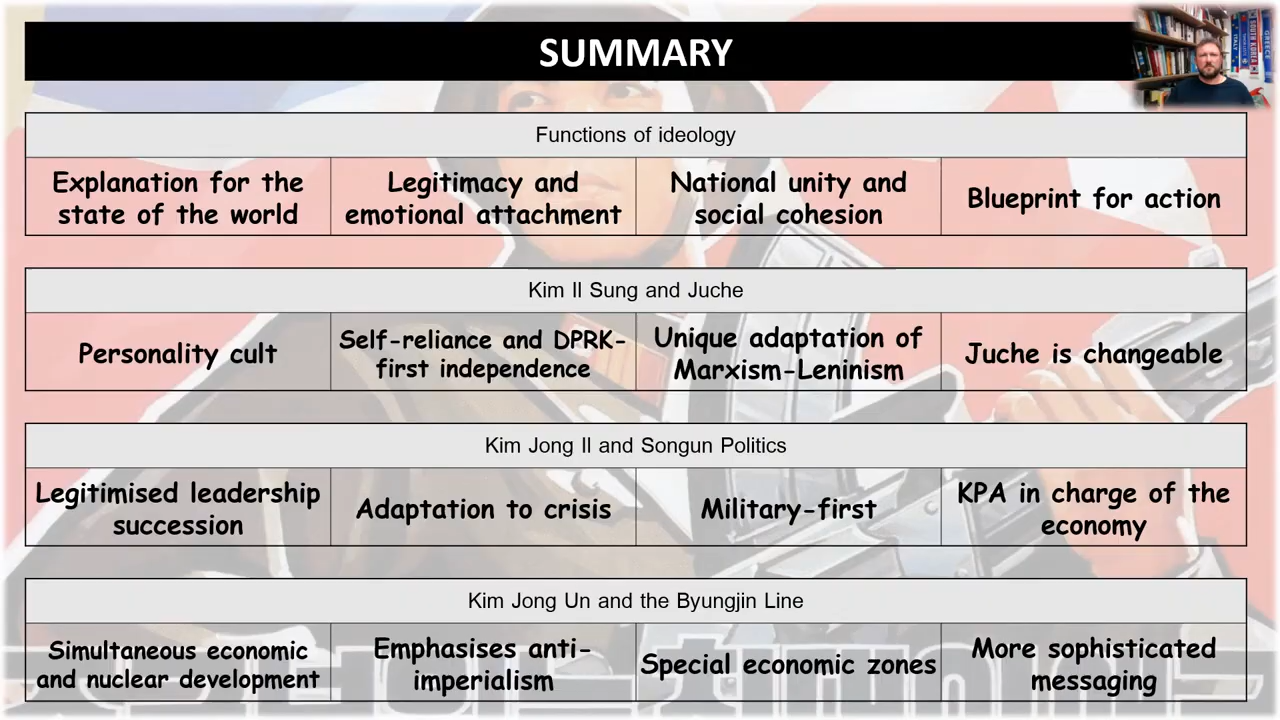 SUMMARY
Functions of ideology
Explanation for the
state of the world
Legitimacy and
emotional attachment
National unity and
social cohesion
Blueprint for action
Kim Il Sung and Juche
Personality cult
Self-reliance and DPRK-
first independence
Unique adaptation of
Marxism-Leninism
Juche is changeable
Kim Jong Il and Songun Politics
Legitimised leadership
succession
Adaptation to crisis
Military-first
KPA in charge of the
economy
Kim Jong Un and the Byungjin Line
Simultaneous economic
and nuclear development
Emphasises anti-
imperialism
Special economic zones
More sophisticated
messaging
ITALY
SOUTH KOREA
GREECE